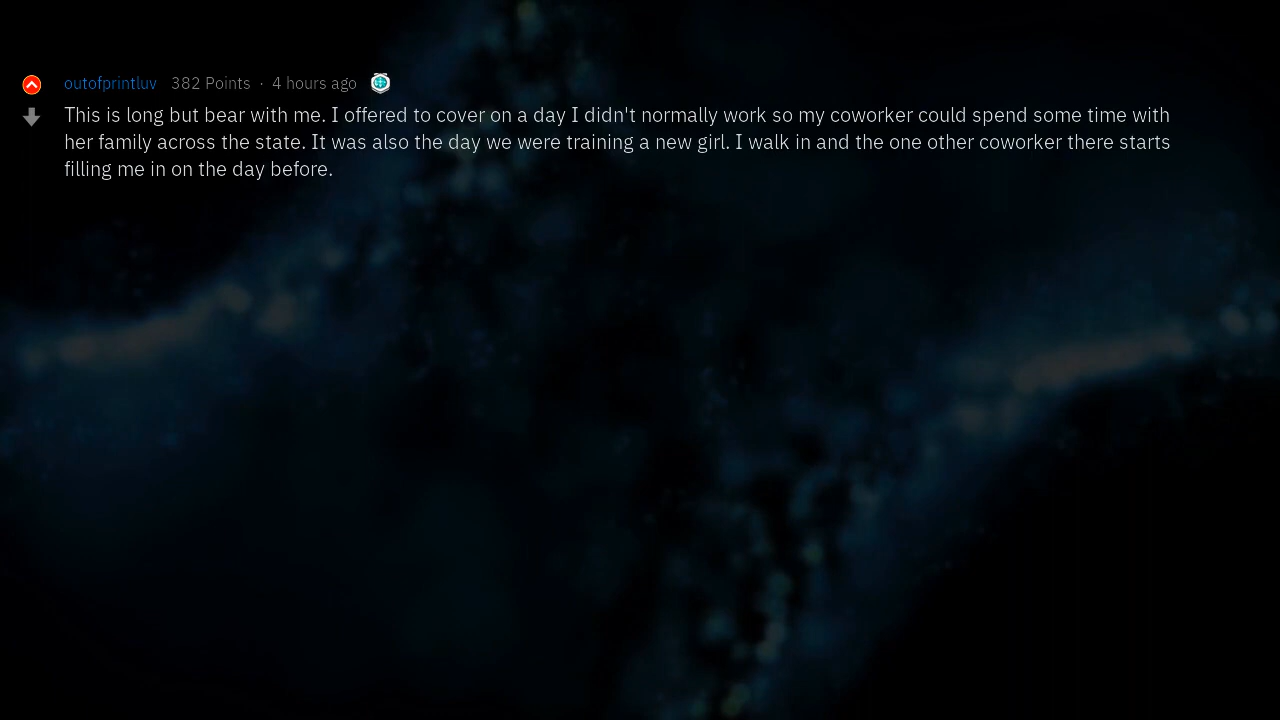 outofprintluv 382 Points · 4 hours ago
This is long but bear with me. I offered to cover on a day I didn't normally work so my coworker could spend some time with
her family across the state. It was also the day we were training a new girl. I walk in and the one other coworker there starts
filling me in on the day before.